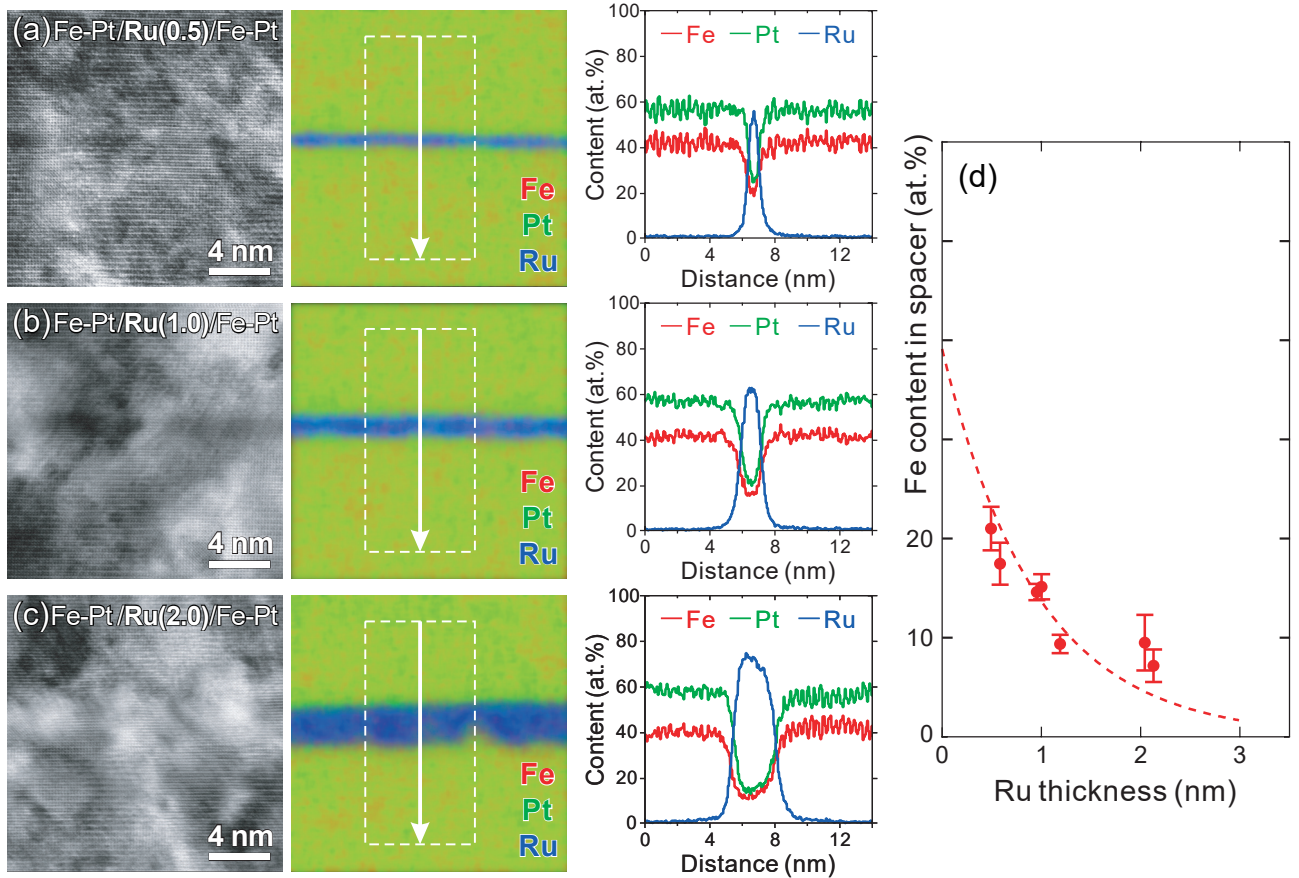 (a) Fe-Pt/Ru(0.5)/Fe-Pt
4 nm
Fe
Pt
Ru
Content (at.%)
100
80
60
40
20
0
Fe Pt Ru
0 4 8 12
Distance (nm)
(b) Fe-Pt/Ru(1.0)/Fe-Pt
4 nm
Fe
Pt
Ru
Content (at.%)
100
80
60
40
20
0
Fe Pt Ru
0 4 8 12
Distance (nm)
(c) Fe-Pt/Ru(2.0)/Fe-Pt
4 nm
Fe
Pt
Ru
Content (at.%)
100
80
60
40
20
0
Fe Pt Ru
0 4 8 12
Distance (nm)
(d)
Fe content in spacer (at.%)
20
10
0
0 1 2 3
Ru thickness (nm)